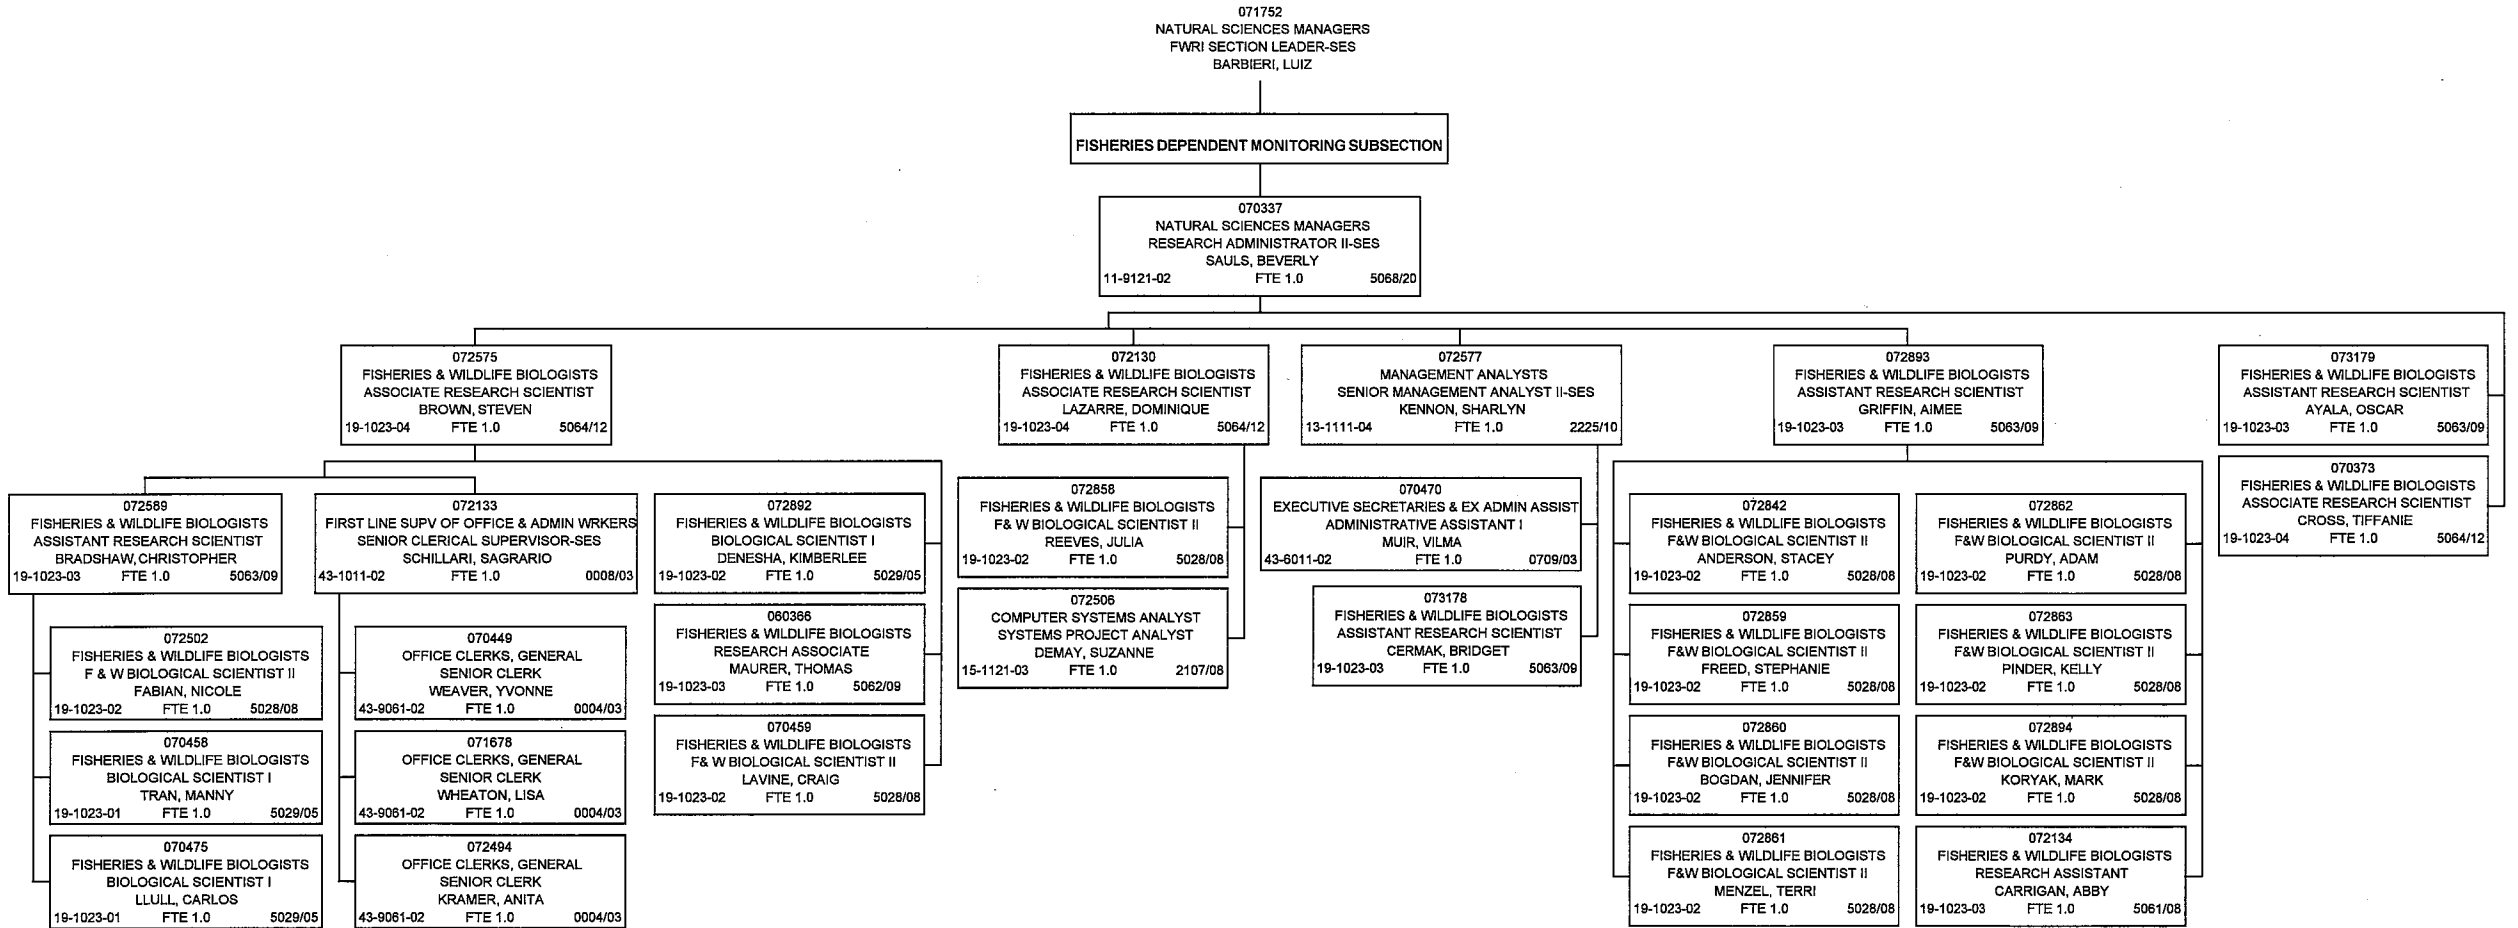 071752
NATURAL SCIENCES MANAGERS
FWRI SECTION LEADER-SES
BARBIERI, LUIZ
FISHERIES DEPENDENT MONITORING SUBSECTION
070337
NATURAL SCIENCES MANAGERS
RESEARCH ADMINISTRATOR II-SES
SAULS, BEVERLY
11-9121-02 FTE 1.0 5068/20
072575
FISHERIES & WILDLIFE BIOLOGISTS
ASSOCIATE RESEARCH SCIENTIST
BROWN, STEVEN
19-1023-04 FTE 1.0 5064/12
072130
FISHERIES & WILDLIFE BIOLOGISTS
ASSOCIATE RESEARCH SCIENTIST
LAZARRE, DOMINIQUE
19-1023-04 FTE 1.0 5064/12
072577
MANAGEMENT ANALYSTS
SENIOR MANAGEMENT ANALYST II-SES
KENNON, SHARLYN
13-1111-04 FTE 1.0 2225/10
072893
FISHERIES & WILDLIFE BIOLOGISTS
ASSISTANT RESEARCH SCIENTIST
GRIFFIN, AIMEE
19-1023-03 FTE 1.0 5063/09
073179
FISHERIES & WILDLIFE BIOLOGISTS
ASSISTANT RESEARCH SCIENTIST
AYALA, OSCAR
19-1023-03 FTE 1.0 5063/09
070373
FISHERIES & WILDLIFE BIOLOGISTS
ASSOCIATE RESEARCH SCIENTIST
CROSS, TIFFANIE
19-1023-04 FTE 1.0 5064/12
072589
FISHERIES & WILDLIFE BIOLOGISTS
ASSISTANT RESEARCH SCIENTIST
BRADSHAW, CHRISTOPHER
19-1023-03 FTE 1.0 5063/09
072133
FIRST LINE SUPV OF OFFICE & ADMIN WRKERS
SENIOR CLERICAL SUPERVISOR-SES
SCHILLARI, SAGRARIO
43-1011-02 FTE 1.0 0008/03
072892
FISHERIES & WILDLIFE BIOLOGISTS
BIOLOGICAL SCIENTIST I
DENESHA, KIMBERLEE
19-1023-02 FTE 1.0 5029/05
060366
FISHERIES & WILDLIFE BIOLOGISTS
RESEARCH ASSOCIATE
MAURER, THOMAS
19-1023-03 FTE 1.0 5062/09
070459
FISHERIES & WILDLIFE BIOLOGISTS
F& W BIOLOGICAL SCIENTIST II
LAVINE, CRAIG
19-1023-02 FTE 1.0 5028/08
072502
FISHERIES & WILDLIFE BIOLOGISTS
F & W BIOLOGICAL SCIENTIST II
FABIAN, NICOLE
19-1023-02 FTE 1.0 5028/08
070458
FISHERIES & WILDLIFE BIOLOGISTS
BIOLOGICAL SCIENTIST I
TRAN, MANNY
19-1023-01 FTE 1.0 5029/05
070475
FISHERIES & WILDLIFE BIOLOGISTS
BIOLOGICAL SCIENTIST I
LLULL, CARLOS
19-1023-01 FTE 1.0 5029/05
070449
OFFICE CLERKS, GENERAL
SENIOR CLERK
WEAVER, YVONNE
43-9061-02 FTE 1.0 0004/03
071678
OFFICE CLERKS, GENERAL
SENIOR CLERK
WHEATON, LISA
43-9061-02 FTE 1.0 0004/03
072494
OFFICE CLERKS, GENERAL
SENIOR CLERK
KRAMER, ANITA
43-9061-02 FTE 1.0 0004/03
072858
FISHERIES & WILDLIFE BIOLOGISTS
F& W BIOLOGICAL SCIENTIST II
REEVES, JULIA
19-1023-02 FTE 1.0 5028/08
072506
COMPUTER SYSTEMS ANALYST
SYSTEMS PROJECT ANALYST
DEMAY, SUZANNE
15-1121-03 FTE 1.0 2107/08
070470
EXECUTIVE SECRETARIES & EX ADMIN ASSIST
ADMINISTRATIVE ASSISTANT I
MUIR, VILMA
43-6011-02 FTE 1.0 0709/03
073178
FISHERIES & WILDLIFE BIOLOGISTS
ASSISTANT RESEARCH SCIENTIST
CERMAK, BRIDGET
19-1023-03 FTE 1.0 5063/09
072842
FISHERIES & WILDLIFE BIOLOGISTS
F&W BIOLOGICAL SCIENTIST II
ANDERSON, STACEY
19-1023-02 FTE 1.0 5028/08
072859
FISHERIES & WILDLIFE BIOLOGISTS
F&W BIOLOGICAL SCIENTIST II
FREED, STEPHANIE
19-1023-02 FTE 1.0 5028/08
072860
FISHERIES & WILDLIFE BIOLOGISTS
F&W BIOLOGICAL SCIENTIST II
BOGDAN, JENNIFER
19-1023-02 FTE 1.0 5028/08
072861
FISHERIES & WILDLIFE BIOLOGISTS
F&W BIOLOGICAL SCIENTIST II
MENZEL, TERRI
19-1023-02 FTE 1.0 5028/08
072862
FISHERIES & WILDLIFE BIOLOGISTS
F&W BIOLOGICAL SCIENTIST II
PURDY, ADAM
19-1023-02 FTE 1.0 5028/08
072863
FISHERIES & WILDLIFE BIOLOGISTS
F&W BIOLOGICAL SCIENTIST II
PINDER, KELLY
19-1023-02 FTE 1.0 5028/08
072894
FISHERIES & WILDLIFE BIOLOGISTS
F&W BIOLOGICAL SCIENTIST II
KORYAK, MARK
19-1023-02 FTE 1.0 5028/08
072134
FISHERIES & WILDLIFE BIOLOGISTS
RESEARCH ASSISTANT
CARRIGAN, ABBY
19-1023-03 FTE 1.0 5061/08